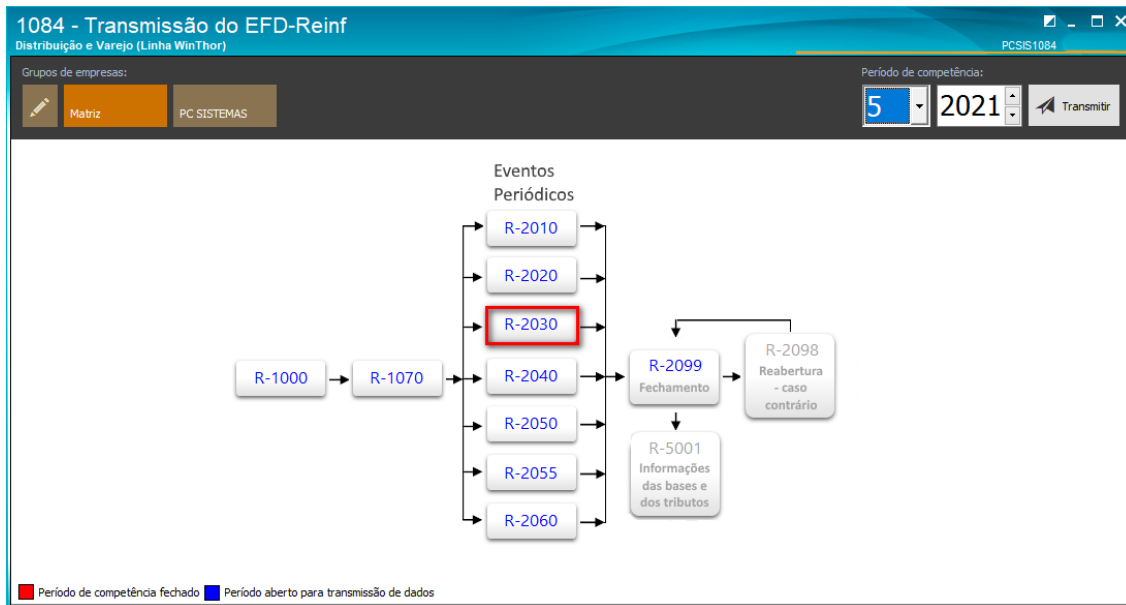 1084 - Transmissão do EFD-Reinf
Distribuição e Varejo (Linha WinThor)
PCSIS1084
Grupos de empresas:
Período de competência:
Matriz
PC SISTEMAS
5
2021
Transmitir
Eventos
Periódicos
R-2010
R-2020
R-2030
R-1000
R-1070
R-2040
R-2050
R-2055
R-2060
R-2099
Fechamento
R-2098
Reabertura
- caso
contrário
R-5001
Informações
das bases e
dos tributos
Período de competência fechado
Período aberto para transmissão de dados